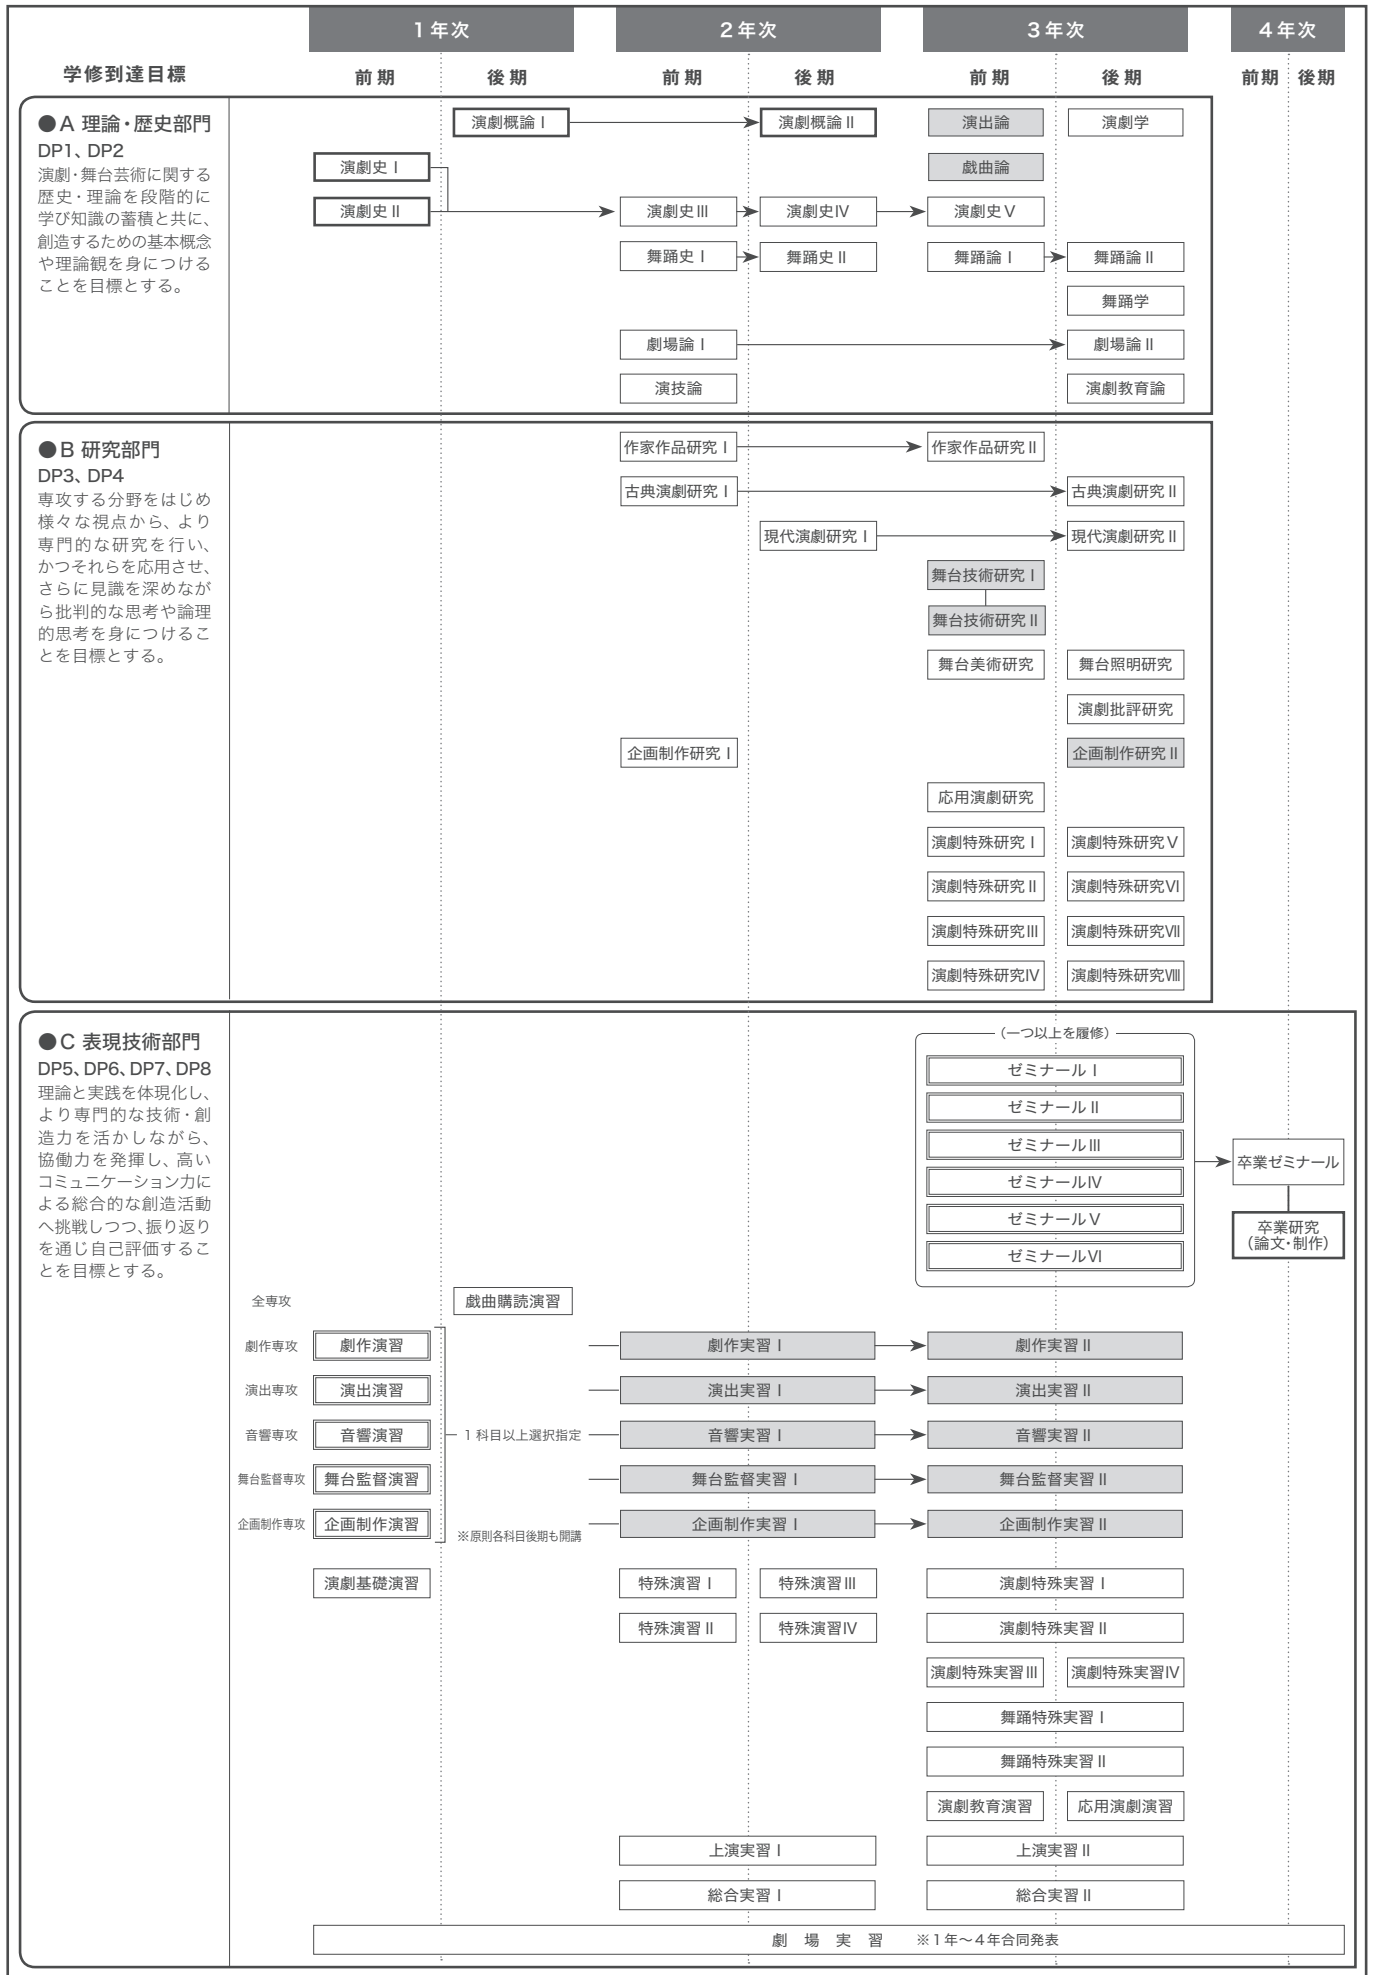 1年次 2年次 3年次 4年次
学修到達目標 前期 後期 前期 後期 前期 後期 前期 後期
●A 理論・歴史部門
DP1、DP2
演劇・舞台芸術に関する
歴史・理論を段階的に
学び知識の蓄積と共に、
創造するための基本概念
や理論観を身につける
ことを目標とする。
演劇概論Ⅰ 演劇概論Ⅱ 演出論 演劇学
演劇史Ⅰ 戯曲論
演劇史Ⅱ 演劇史Ⅲ 演劇史Ⅳ 演劇史Ⅴ
舞踊史Ⅰ 舞踊史Ⅱ 舞踊論Ⅰ 舞踊論Ⅱ
舞踊学
劇場論Ⅰ 劇場論Ⅱ
演技論 演劇教育論
●B 研究部門
DP3、DP4
専攻する分野をはじめ
様々な視点から、より
専門的な研究を行い、
かつそれらを応用させ、
さらに見識を深めなが
ら批判的な思考や論理
的思考を身につけるこ
とを目標とする。
作家作品研究Ⅰ 作家作品研究Ⅱ
古典演劇研究Ⅰ 古典演劇研究Ⅱ
現代演劇研究Ⅰ 現代演劇研究Ⅱ
舞台技術研究Ⅰ
舞台技術研究Ⅱ
舞台美術研究 舞台照明研究
演劇批評研究
企画制作研究Ⅰ 企画制作研究Ⅱ
応用演劇研究
演劇特殊研究Ⅰ 演劇特殊研究Ⅴ
演劇特殊研究Ⅱ 演劇特殊研究Ⅵ
演劇特殊研究Ⅲ 演劇特殊研究Ⅶ
演劇特殊研究Ⅳ 演劇特殊研究Ⅷ
●C 表現技術部門
DP5、DP6、DP7、DP8
理論と実践を体現化し、
より専門的な技術・創
造力を活かしながら、
協働力を発揮し、高い
コミュニケーション力に
よる総合的な創造活動
へ挑戦しつつ、振り返り
を通じ自己評価するこ
とを目標とする。
（一つ以上を履修）
ゼミナールⅠ
ゼミナールⅡ
ゼミナールⅢ
ゼミナールⅣ
ゼミナールⅤ
ゼミナールⅥ
卒業ゼミナール
卒業研究
（論文・制作）
全専攻 戯曲購読演習
劇作専攻 劇作演習 劇作実習Ⅰ 劇作実習Ⅱ
演出専攻 演出演習 演出実習Ⅰ 演出実習Ⅱ
音響専攻 音響演習 1科目以上選択指定 音響実習Ⅰ 音響実習Ⅱ
舞台監督専攻 舞台監督演習 舞台監督実習Ⅰ 舞台監督実習Ⅱ
企画制作専攻 企画制作演習 ※原則各科目後期も開講 企画制作実習Ⅰ 企画制作実習Ⅱ
演劇基礎演習 特殊演習Ⅰ 特殊演習Ⅲ 演劇特殊実習Ⅰ
特殊演習Ⅱ 特殊演習Ⅳ 演劇特殊実習Ⅱ
演劇特殊実習Ⅲ 演劇特殊実習Ⅳ
舞踊特殊実習Ⅰ
舞踊特殊実習Ⅱ
演劇教育演習 応用演劇演習
上演実習Ⅰ 上演実習Ⅱ
総合実習Ⅰ 総合実習Ⅱ
劇場実習 ※1年～4年合同発表